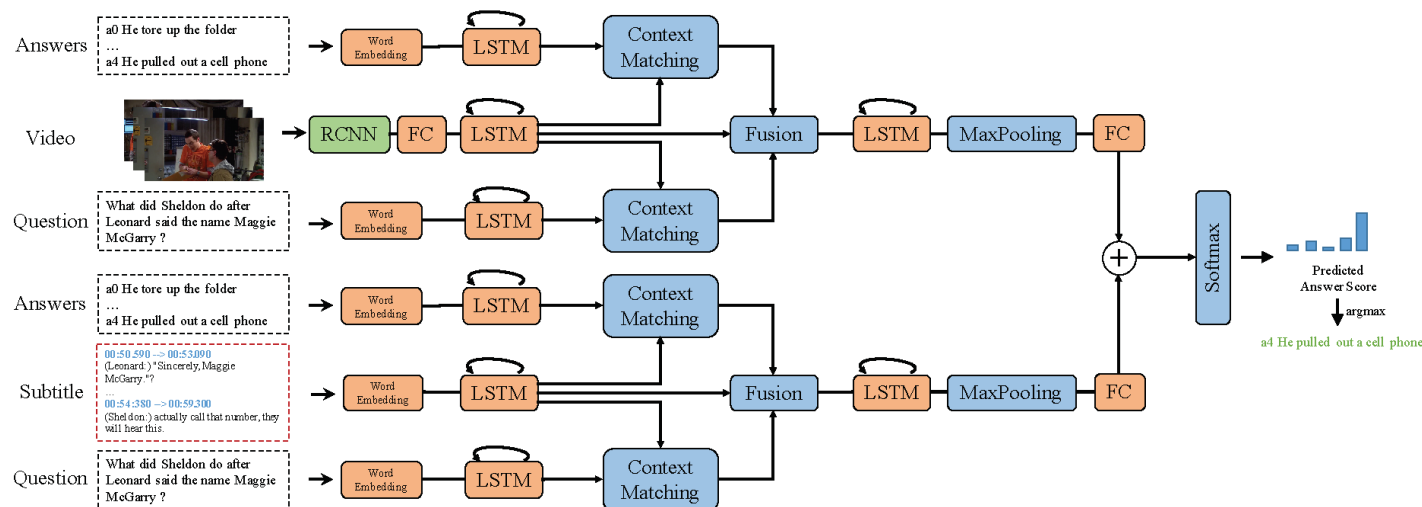 Answers
a0 He tore up the folder
...
a4 He pulled out a cell phone
Word
Embedding
LSTM
Context
Matching
Video
RCNN
FC
LSTM
Fusion
LSTM
MaxPooling
FC
Question
What did Sheldon do after
Leonard said the name Maggie
McGarry ?
Word
Embedding
LSTM
Context
Matching
Answers
a0 He tore up the folder
...
a4 He pulled out a cell phone
Word
Embedding
LSTM
Context
Matching
Subtitle
00:50.590 --> 00:53.090
(Leonard:) "Sincerely, Maggie
McGarry."?
...
00:54:380 --> 00:59.300
(Sheldon:) actually call that number, they
will hear this.
Word
Embedding
LSTM
Fusion
LSTM
MaxPooling
FC
Question
What did Sheldon do after
Leonard said the name Maggie
McGarry ?
Word
Embedding
LSTM
Context
Matching
+
Softmax
Predicted
Answer Score
argmax
a4 He pulled out a cell phone